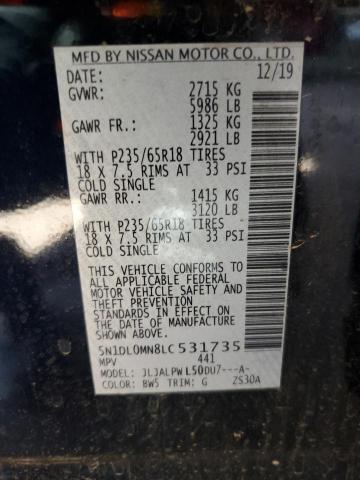 MFD BY NISSAN MOTOR CO., LTD.
DATE: 12/19
GVWR: 2715 KG
5986 LB
GAWR FR.: 1325 KG
2921 LB
WITH P235/65R18 TIRES
18 X 7.5 RIMS AT 33 PSI
COLD SINGLE
GAWR RR.: 1415 KG
3120 LB
WITH P235/65R18 TIRES
18 X 7.5 RIMS AT 33 PSI
COLD SINGLE
THIS VEHICLE CONFORMS TO
ALL APPLICABLE FEDERAL
MOTOR VEHICLE SAFETY AND
THEFT PREVENTION
STANDARDS IN EFFECT ON
THE DATE OF MANUFACTURE
SHOWN ABOVE.
5N1DL0MN8LC531735
MPV 441
MODEL: JLJALPWL50DU7---A-
COLOR: BW5 TRIM: G ZS30A